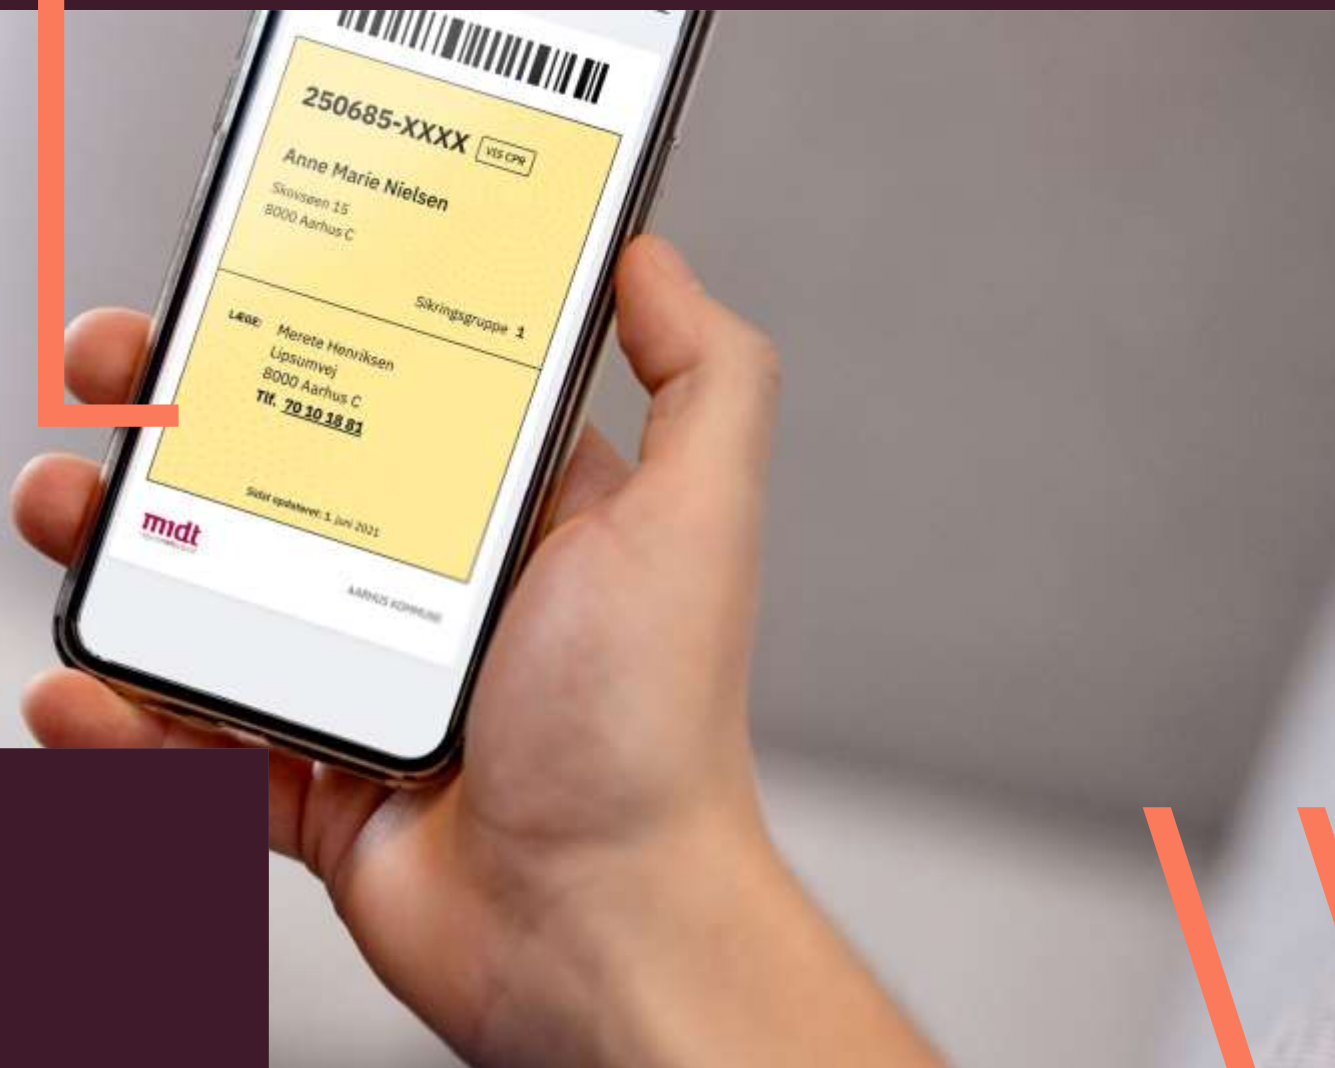 250685-XXXX VIS CPR
Anne Marie Nielsen
Skovsøen 15
8000 Aarhus C
Sikringsgruppe 1
LÆGE: Merete Henriksen
Lipsumvej
8000 Aarhus C
Tlf. 70 10 18 81
Sidst opdateret: 1. juni 2021
midt
AARHUS KOMMUNE